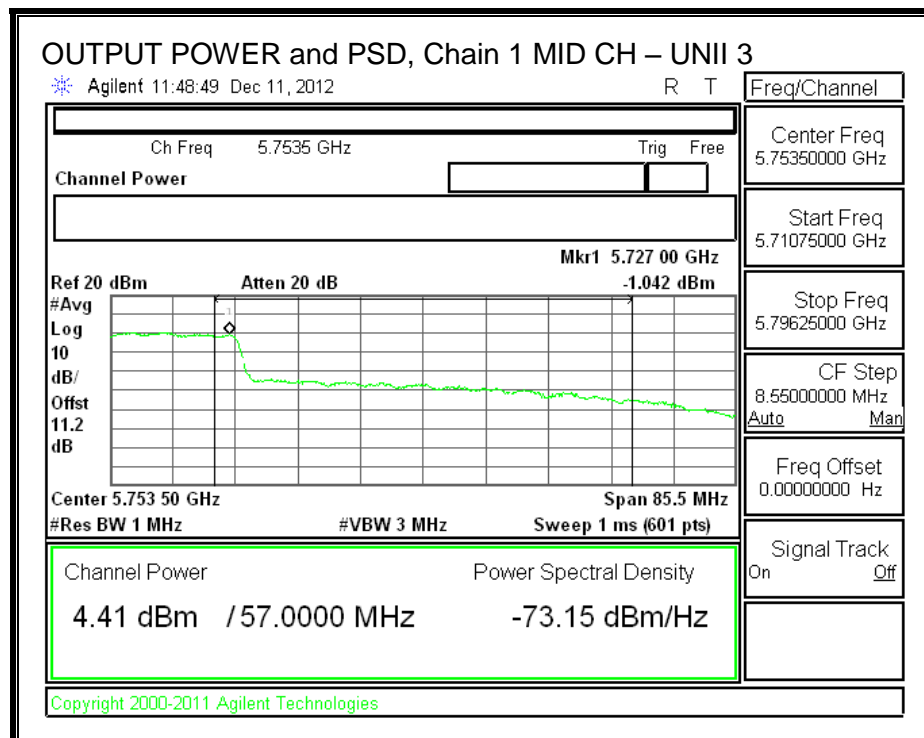 OUTPUT POWER and PSD, Chain 1 MID CH – UNII 3
Agilent 11:48:49 Dec 11, 2012 R T
Ch Freq 5.7535 GHz Trig Free
Channel Power
Mkr1 5.727 00 GHz
Ref 20 dBm Atten 20 dB -1.042 dBm
#Avg
Log
10
dB/
Offst
11.2
dB
1
Center 5.753 50 GHz Span 85.5 MHz
#Res BW 1 MHz #VBW 3 MHz Sweep 1 ms (601 pts)
Channel Power Power Spectral Density
4.41 dBm / 57.0000 MHz -73.15 dBm/Hz
Copyright 2000-2011 Agilent Technologies
Freq/Channel
Center Freq
5.75350000 GHz
Start Freq
5.71075000 GHz
Stop Freq
5.79625000 GHz
CF Step
8.55000000 MHz
Auto Man
Freq Offset
0.00000000 Hz
Signal Track
On Off